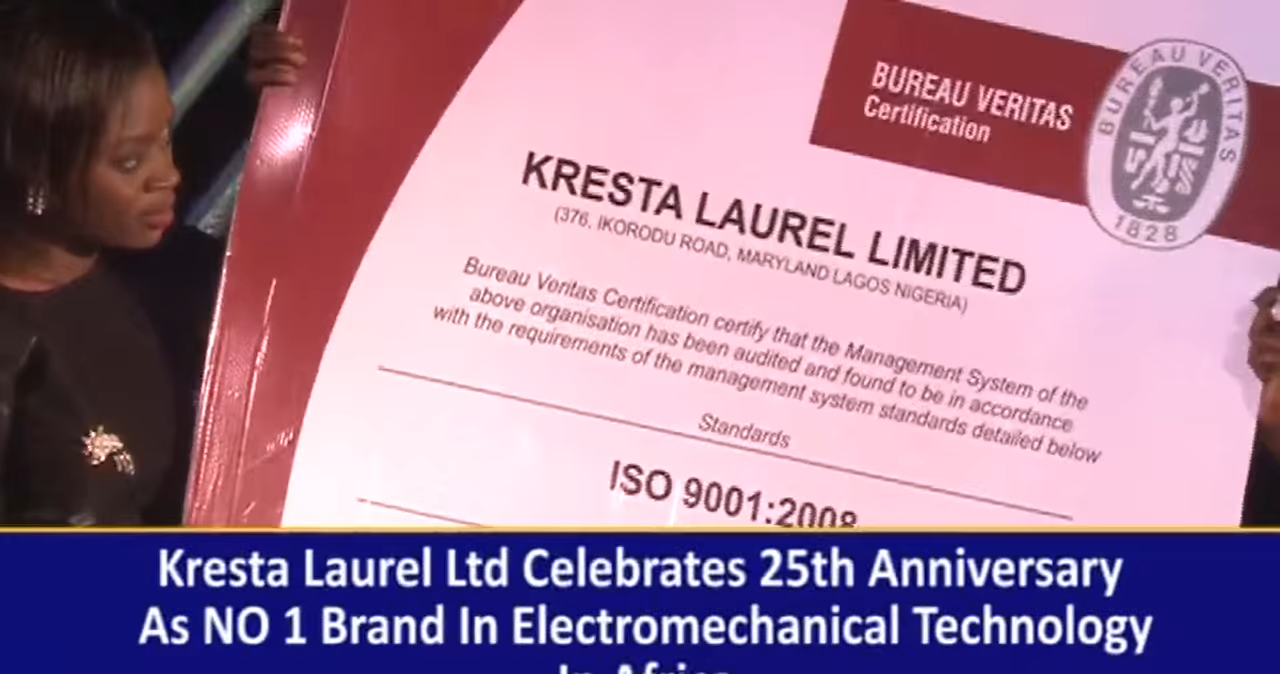 BUREAU VERITAS
Certification
BUREAU VERITAS
1828
KRESTA LAUREL LIMITED
(376, IKORODU ROAD, MARYLAND LAGOS NIGERIA)
Bureau Veritas Certification certify that the Management System of the
above organisation has been audited and found to be in accordance
with the requirements of the management system standards detailed below
Standards
ISO 9001:2008
Kresta Laurel Ltd Celebrates 25th Anniversary
As NO 1 Brand In Electromechanical Technology
In Africa